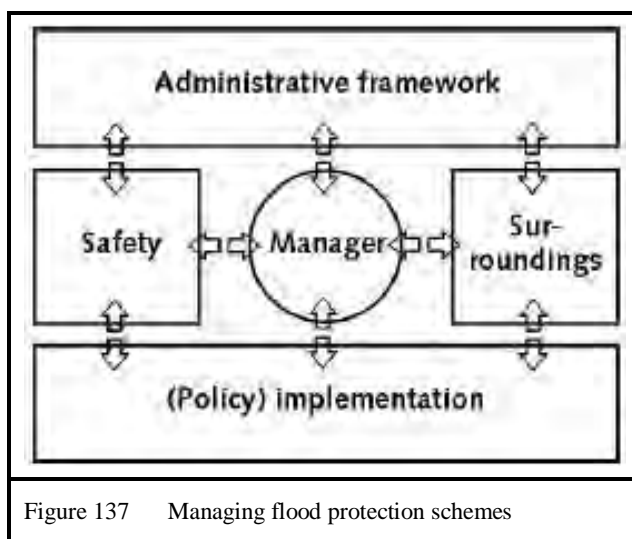 Administrative framework
Safety
Manager
Sur-
roundings
(Policy) implementation
Figure 137 Managing flood protection schemes